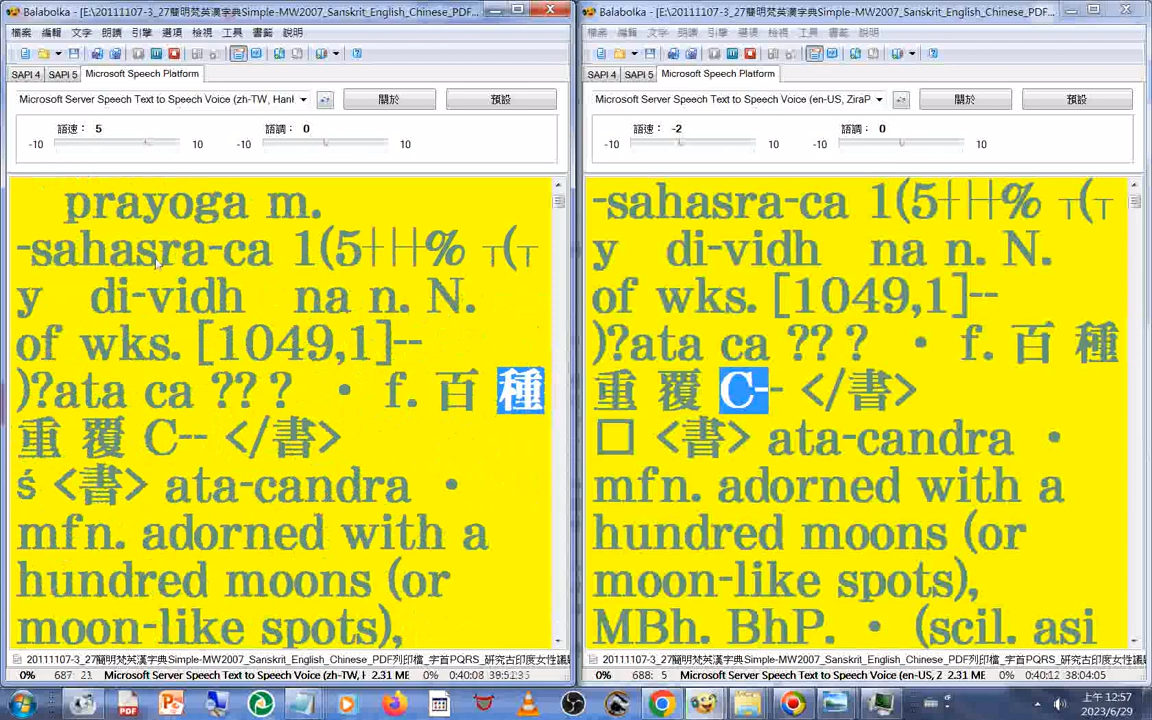 Balabolka - [E:\20111107-3_27簡明梵英漢字典Simple-MW2007_Sanskrit_English_Chinese_PDF...
檔案 編輯 文字 朗讀 引擎 選項 檢視 工具 書籤 說明
SAPI 4 SAPI 5 Microsoft Speech Platform
Microsoft Server Speech Text to Speech Voice (zh-TW, Hanl
關於 預設
語速： 5 語調： 0
-10 10 -10 10
prayoga m.
-sahasra-ca 1(5┼├┼% ┬(┬
y di-vidh na n. N.
of wks. [1049,1]--
)?ata ca ??？ • f. 百 種
重 覆 C-- </書>
ś <書> ata-candra •
mfn. adorned with a
hundred moons (or
moon-like spots),
20111107-3_27簡明梵英漢字典Simple-MW2007_Sanskrit_English_Chinese_PDF列印檔_字首PQRS_研究古印度女性議
0% 687: 21 Microsoft Server Speech Text to Speech Voice (zh-TW, H 2.31 ME 0:40:08
Balabolka - [E:\20111107-3_27簡明梵英漢字典Simple-MW2007_Sanskrit_English_Chinese_PDF...
檔案 編輯 文字 朗讀 引擎 選項 檢視 工具 書籤 說明
SAPI 4 SAPI 5 Microsoft Speech Platform
Microsoft Server Speech Text to Speech Voice (en-US, ZiraP
關於 預設
語速： -2 語調： 0
-10 10 -10 10
-sahasra-ca 1(5┼├┼% ┬(┬
y di-vidh na n. N.
of wks. [1049,1]--
)?ata ca ??？ • f. 百 種
重 覆 C-- </書>
□ <書> ata-candra •
mfn. adorned with a
hundred moons (or
moon-like spots),
MBh. BhP. • (scil. asi
20111107-3_27簡明梵英漢字典Simple-MW2007_Sanskrit_English_Chinese_PDF列印檔_字首PQRS_研究古印度女性議
0% 688: 5 Microsoft Server Speech Text to Speech Voice (en-US, Z 2.31 ME 0:40:12 38:04:05
上午 12:57
2023/6/29